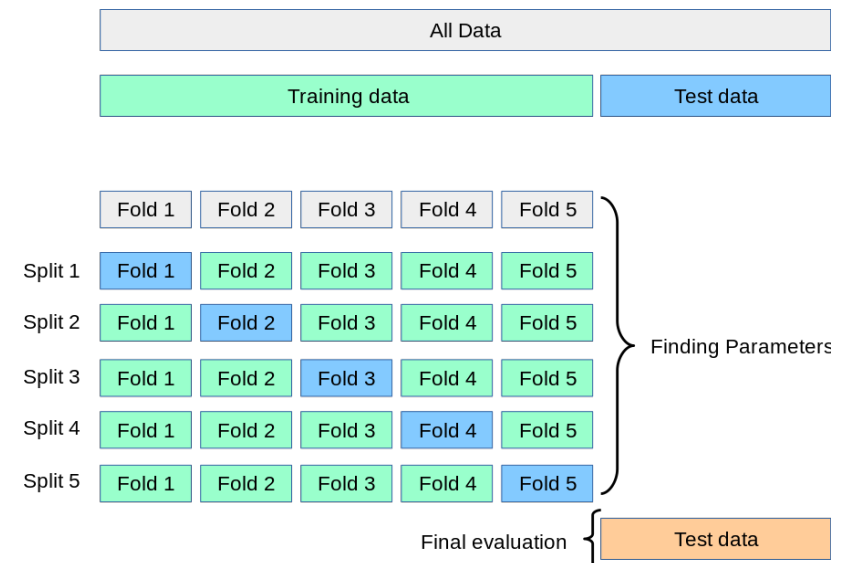 All Data
Training data Test data
Fold 1 Fold 2 Fold 3 Fold 4 Fold 5
Split 1 Fold 1 Fold 2 Fold 3 Fold 4 Fold 5
Split 2 Fold 1 Fold 2 Fold 3 Fold 4 Fold 5
Finding Parameters
Split 3 Fold 1 Fold 2 Fold 3 Fold 4 Fold 5
Split 4 Fold 1 Fold 2 Fold 3 Fold 4 Fold 5
Split 5 Fold 1 Fold 2 Fold 3 Fold 4 Fold 5
Final evaluation Test data